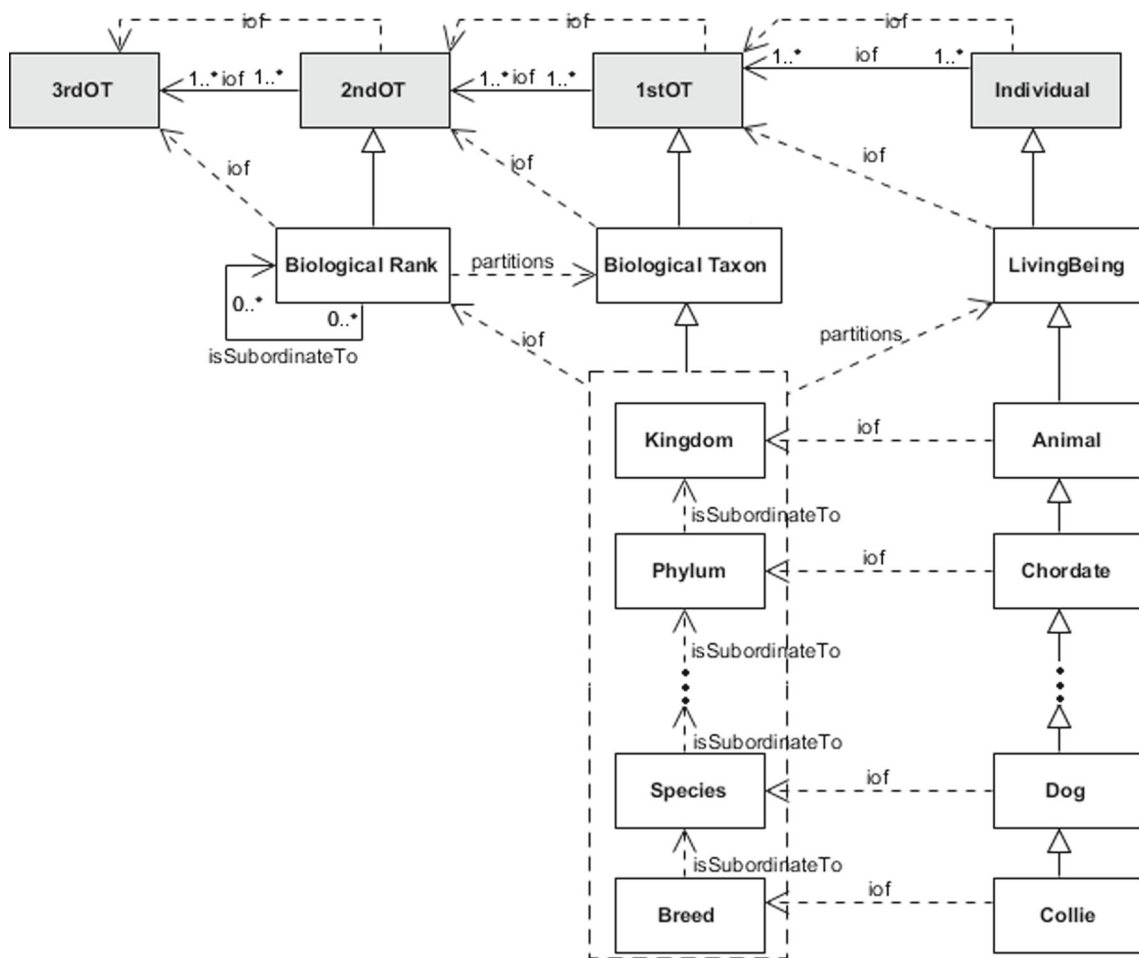 iof iof iof
3rdOT 1..* iof 1..* 2ndOT 1..* iof 1..* 1stOT 1..* iof 1..* Individual
iof iof iof
Biological Rank partitions Biological Taxon LivingBeing
0..* 0..*
isSubordinateTo iof partitions
Kingdom iof Animal
isSubordinateTo
Phylum iof Chordate
isSubordinateTo
isSubordinateTo
Species iof Dog
isSubordinateTo
Breed iof Collie